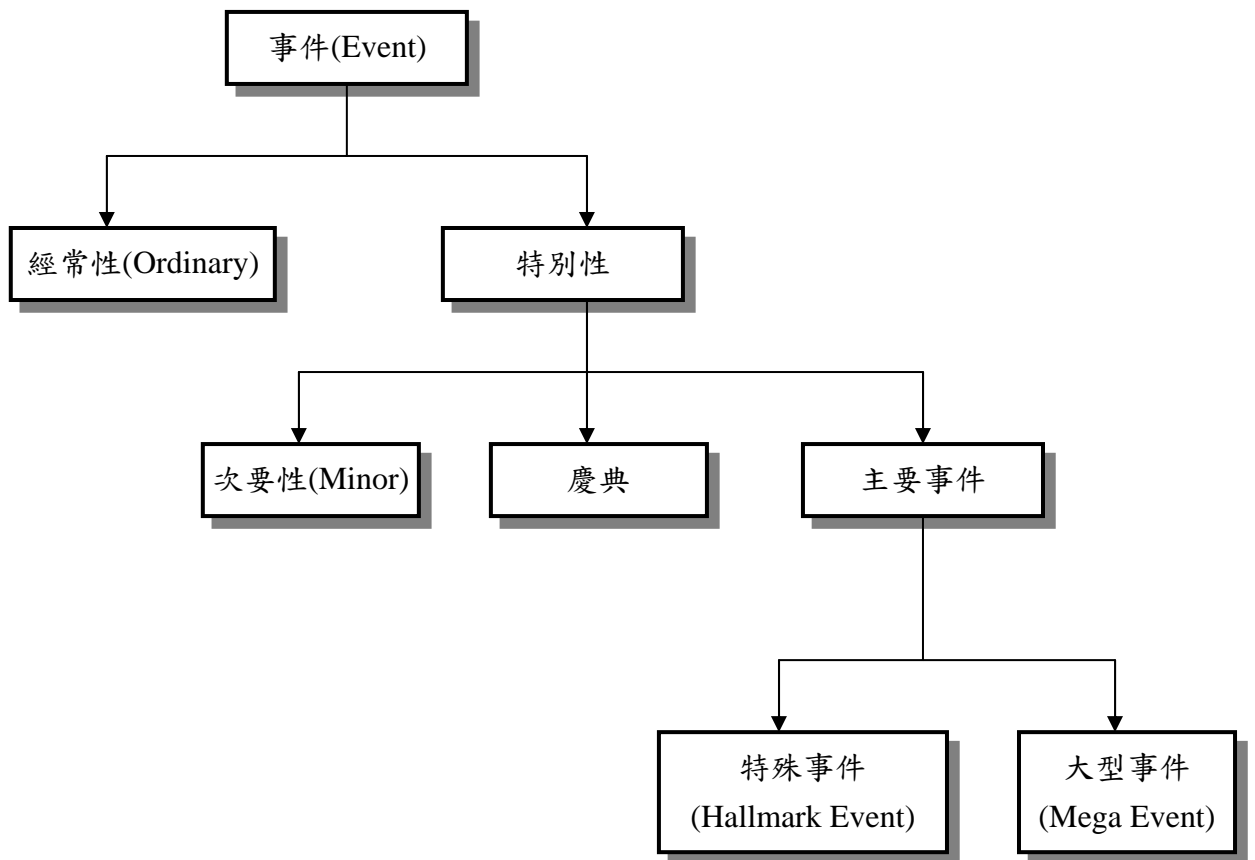 事件(Event)
經常性(Ordinary)
特別性
次要性(Minor)
慶典
主要事件
特殊事件
(Hallmark Event)
大型事件
(Mega Event)